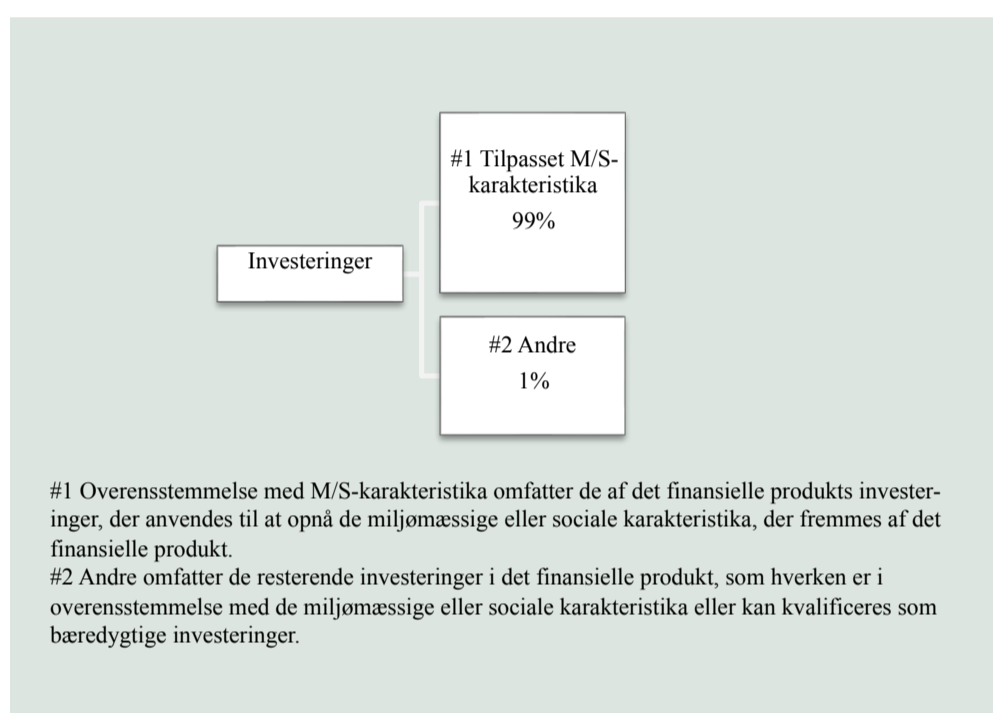 #1 Tilpasset M/S-
karakteristika
99%
Investeringer
#2 Andre
1%
#1 Overensstemmelse med M/S-karakteristika omfatter de af det finansielle produkts invester-
inger, der anvendes til at opnå de miljømæssige eller sociale karakteristika, der fremmes af det
finansielle produkt.
#2 Andre omfatter de resterende investeringer i det finansielle produkt, som hverken er i
overensstemmelse med de miljømæssige eller sociale karakteristika eller kan kvalificeres som
bæredygtige investeringer.